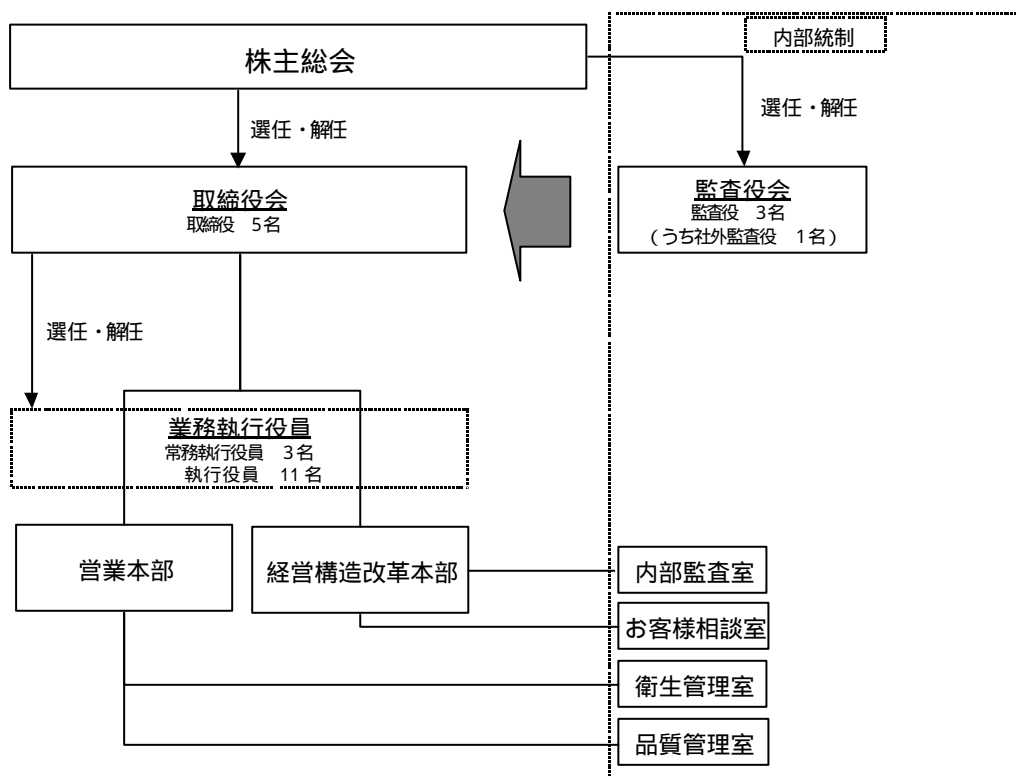 内部統制
株主総会
選任・解任
選任・解任
取締役会
取締役 5名
監査役会
監査役 3名
(うち社外監査役 1名)
選任・解任
業務執行役員
常務執行役員 3名
執行役員 11名
営業本部
経営構造改革本部
内部監査室
お客様相談室
衛生管理室
品質管理室